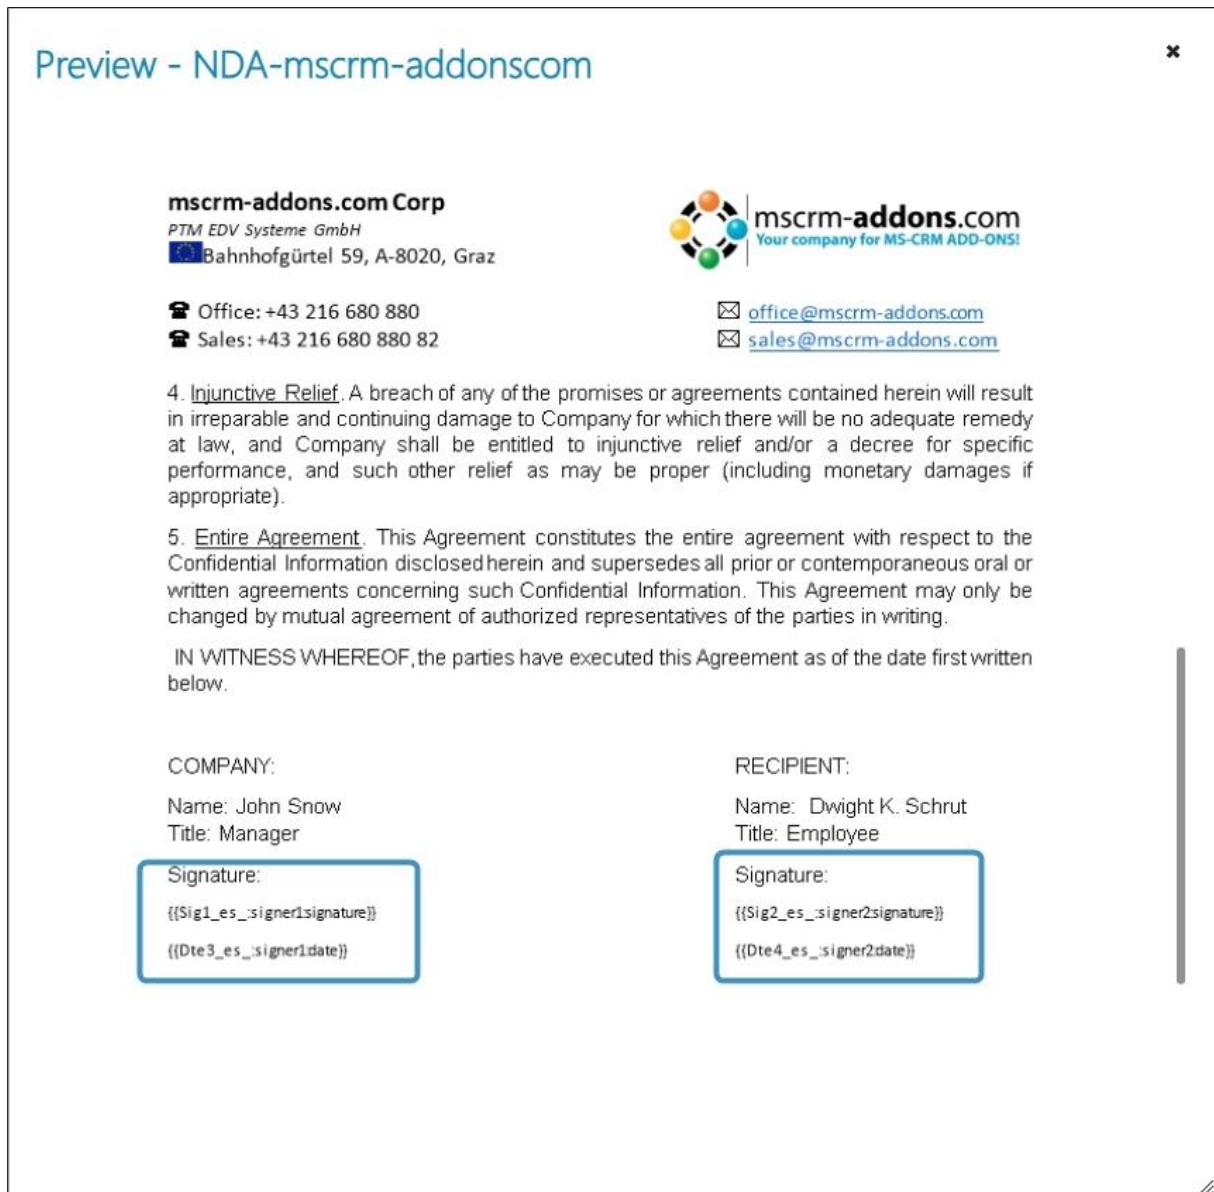 Preview - NDA-mscrm-addonscom
mscrm-addons.com Corp
PTM EDV Systeme GmbH
Bahnhofgürtel 59, A-8020, Graz
mscrm-addons.com
Your company for MS-CRM ADD-ONS!
Office: +43 216 680 880
Sales: +43 216 680 880 82
office@mscrm-addons.com
sales@mscrm-addons.com
4. Injunctive Relief. A breach of any of the promises or agreements contained herein will result
in irreparable and continuing damage to Company for which there will be no adequate remedy
at law, and Company shall be entitled to injunctive relief and/or a decree for specific
performance, and such other relief as may be proper (including monetary damages if
appropriate).
5. Entire Agreement. This Agreement constitutes the entire agreement with respect to the
Confidential Information disclosed herein and supersedes all prior or contemporaneous oral or
written agreements concerning such Confidential Information. This Agreement may only be
changed by mutual agreement of authorized representatives of the parties in writing.
IN WITNESS WHEREOF, the parties have executed this Agreement as of the date first written
below.
COMPANY:
Name: John Snow
Title: Manager
Signature:
{{Sig1_es_:signer1:signature}}
{{Dte3_es_:signer1:date}}
RECIPIENT:
Name: Dwight K. Schrut
Title: Employee
Signature:
{{Sig2_es_:signer2:signature}}
{{Dte4_es_:signer2:date}}